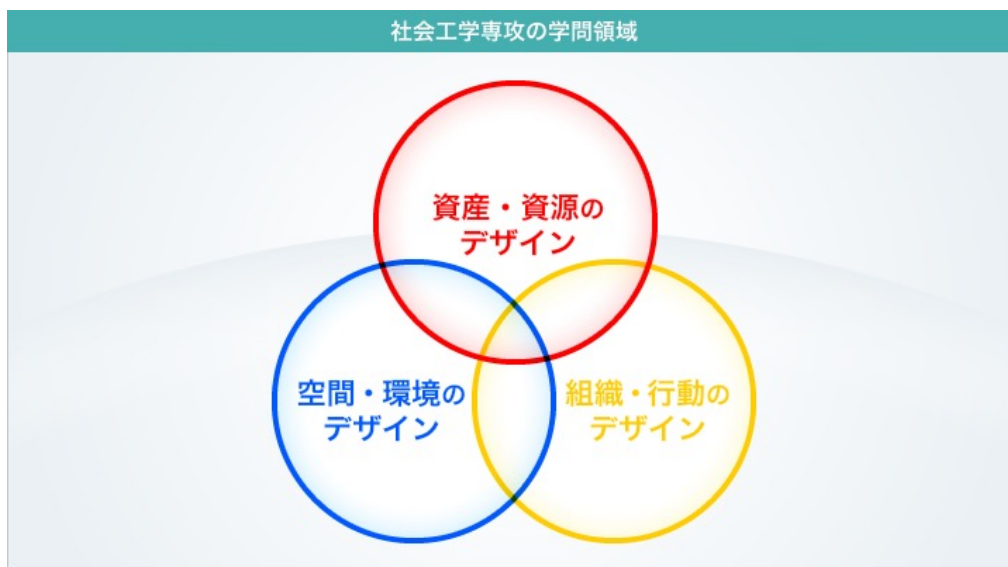 社会工学専攻の学問領域
資産・資源の
デザイン
空間・環境の
デザイン
組織・行動の
デザイン